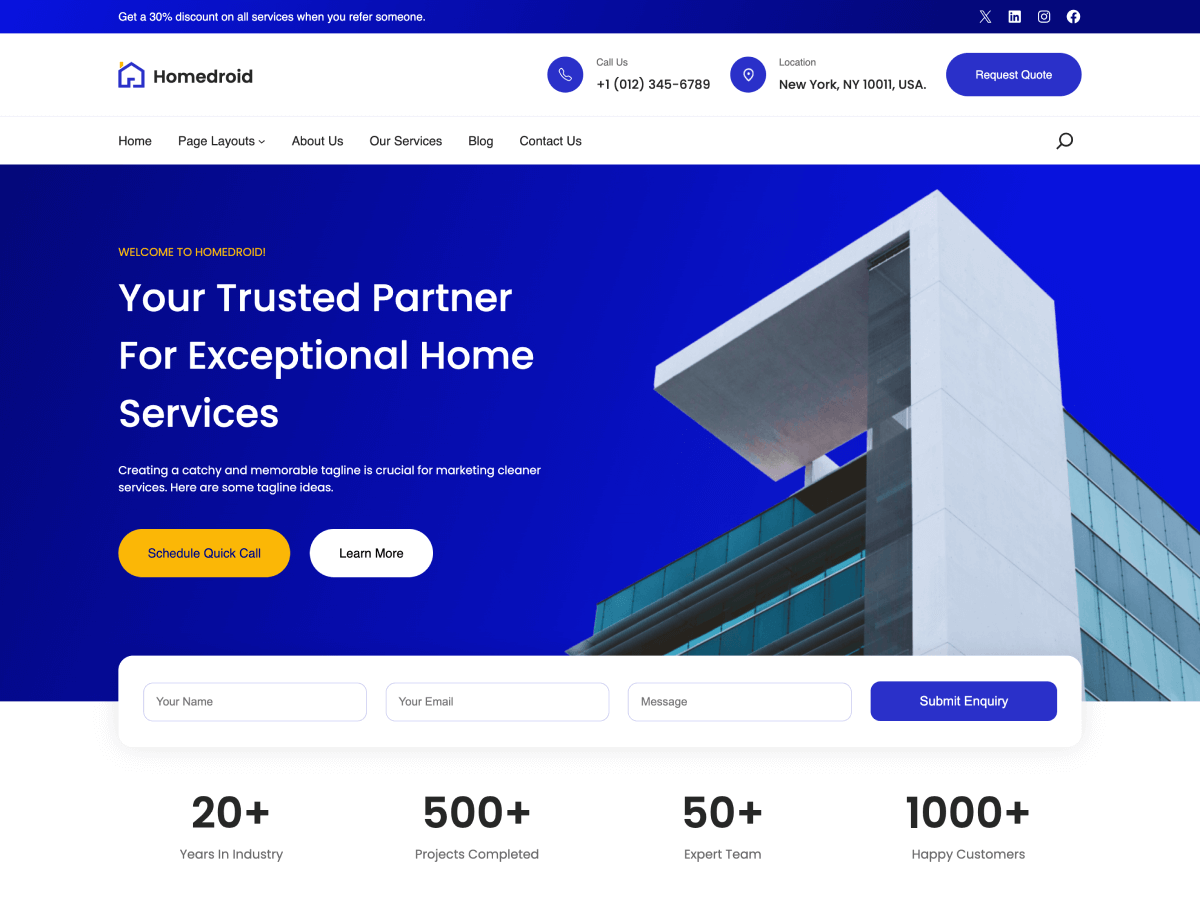 Get a 30% discount on all services when you refer someone.
Homedroid
Call Us
+1 (012) 345-6789
Location
New York, NY 10011, USA.
Request Quote
Home
Page Layouts
About Us
Our Services
Blog
Contact Us
WELCOME TO HOMEDROID!
Your Trusted Partner
For Exceptional Home
Services
Creating a catchy and memorable tagline is crucial for marketing cleaner
services. Here are some tagline ideas.
Schedule Quick Call
Learn More
Your Name
Your Email
Message
Submit Enquiry
20+
Years In Industry
500+
Projects Completed
50+
Expert Team
1000+
Happy Customers